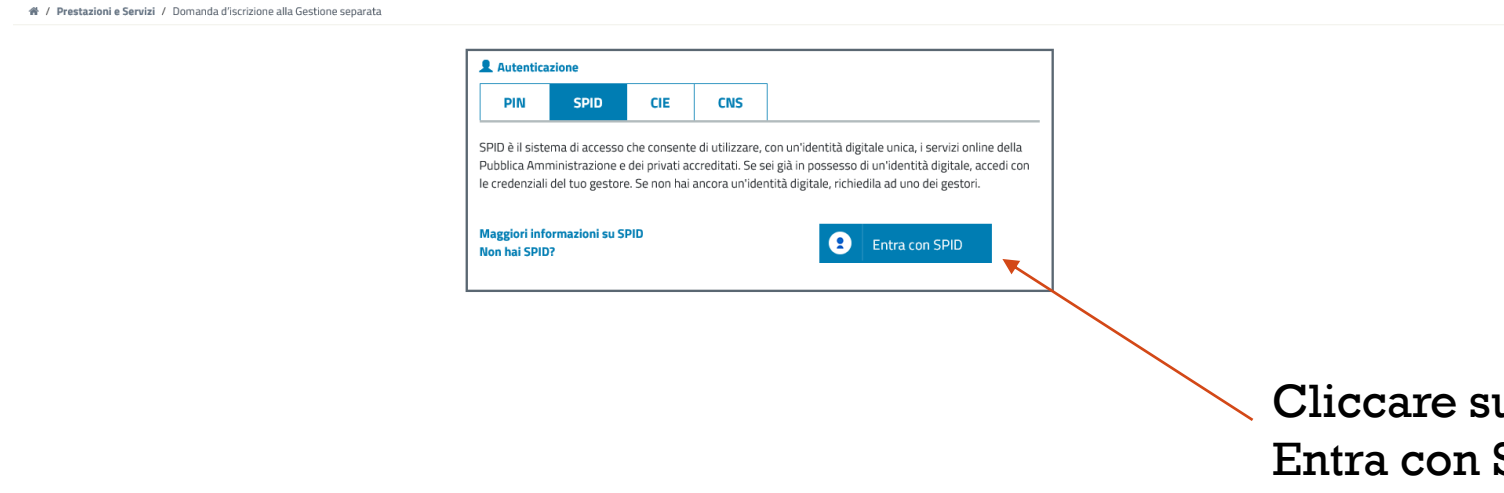 / Prestazioni e Servizi / Domanda d'iscrizione alla Gestione separata
Autenticazione
PIN SPID CIE CNS
SPID è il sistema di accesso che consente di utilizzare, con un'identità digitale unica, i servizi online della
Pubblica Amministrazione e dei privati accreditati. Se sei già in possesso di un'identità digitale, accedi con
le credenziali del tuo gestore. Se non hai ancora un'identità digitale, richiedila ad uno dei gestori.
Maggiori informazioni su SPID
Non hai SPID?
Entra con SPID
Cliccare su
Entra con